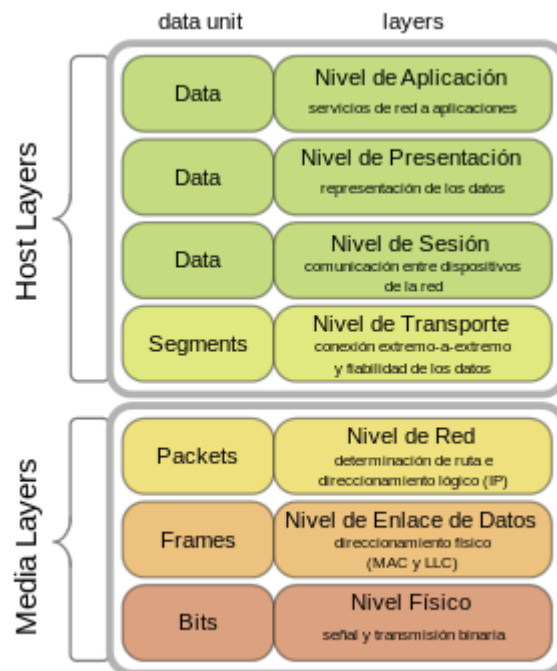 data unit
layers
Host Layers
Data
Nivel de Aplicación
servicios de red a aplicaciones
Data
Nivel de Presentación
representación de los datos
Data
Nivel de Sesión
comunicación entre dispositivos
de la red
Segments
Nivel de Transporte
conexión extremo-a-extremo
y fiabilidad de los datos
Media Layers
Packets
Nivel de Red
determinación de ruta e
direccionamiento lógico (IP)
Frames
Nivel de Enlace de Datos
direccionamiento físico
(MAC y LLC)
Bits
Nivel Físico
señal y transmisión binaria